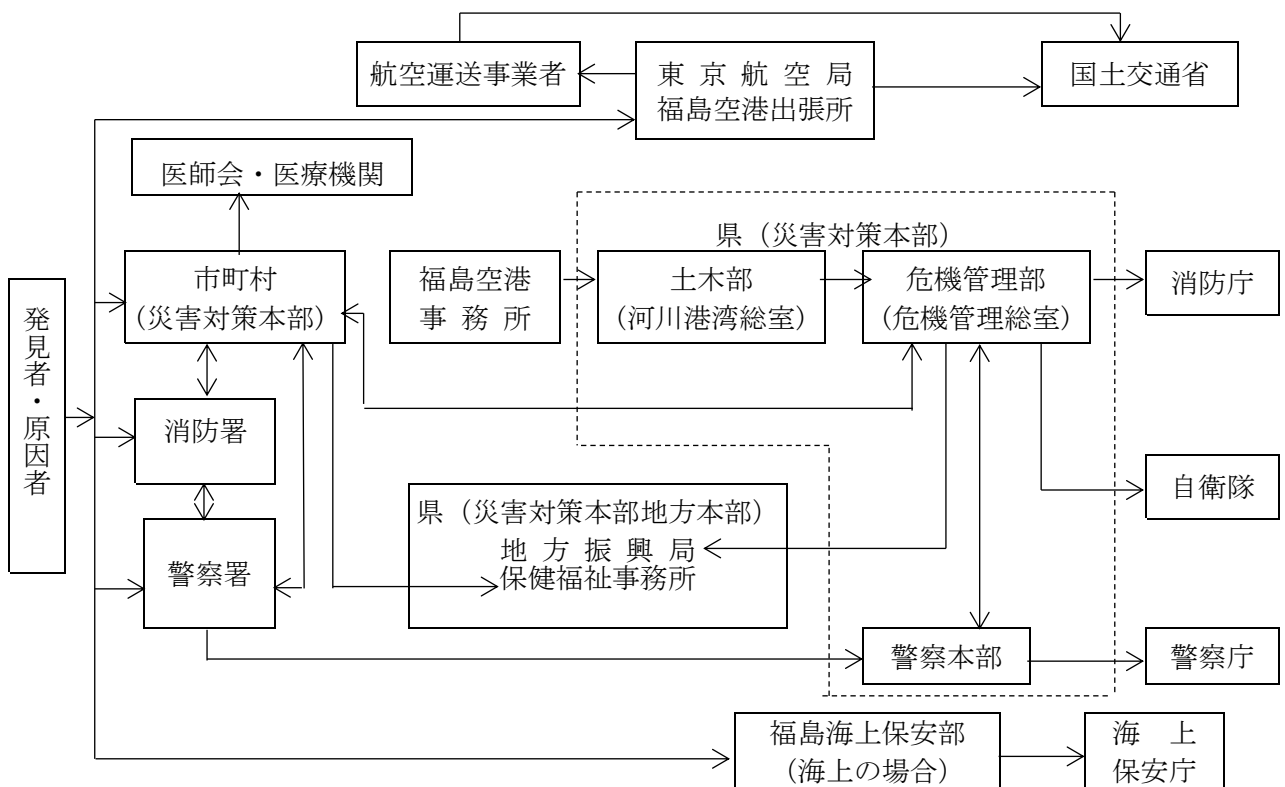 航空運送事業者
東京航空局
福島空港出張所
国土交通省
医師会・医療機関
県（災害対策本部）
市町村
（災害対策本部）
福島空港
事務所
土木部
（河川港湾総室）
危機管理部
（危機管理総室）
消防庁
発見者・原因者
消防署
自衛隊
県（災害対策本部地方本部）
地方振興局
保健福祉事務所
警察署
警察本部
警察庁
福島海上保安部
（海上の場合）
海上
保安庁